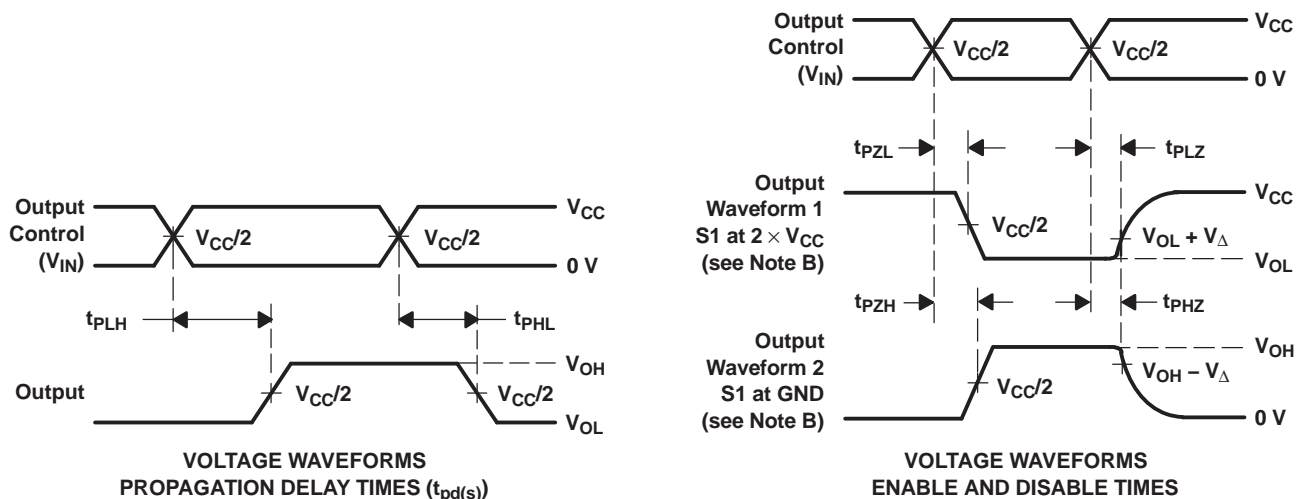 Output
Control
(VIN)
VCC/2
VCC/2
VCC
0 V
tPLH
tPHL
Output
VCC/2
VCC/2
VOH
VOL
VOLTAGE WAVEFORMS
PROPAGATION DELAY TIMES (tpd(s))
Output
Control
(VIN)
VCC/2
VCC/2
VCC
0 V
tPZL
tPLZ
Output
Waveform 1
S1 at 2 × VCC
(see Note B)
VCC/2
VCC
VOL + VΔ
VOL
tPZH
tPHZ
Output
Waveform 2
S1 at GND
(see Note B)
VCC/2
VOH
VOH − VΔ
0 V
VOLTAGE WAVEFORMS
ENABLE AND DISABLE TIMES